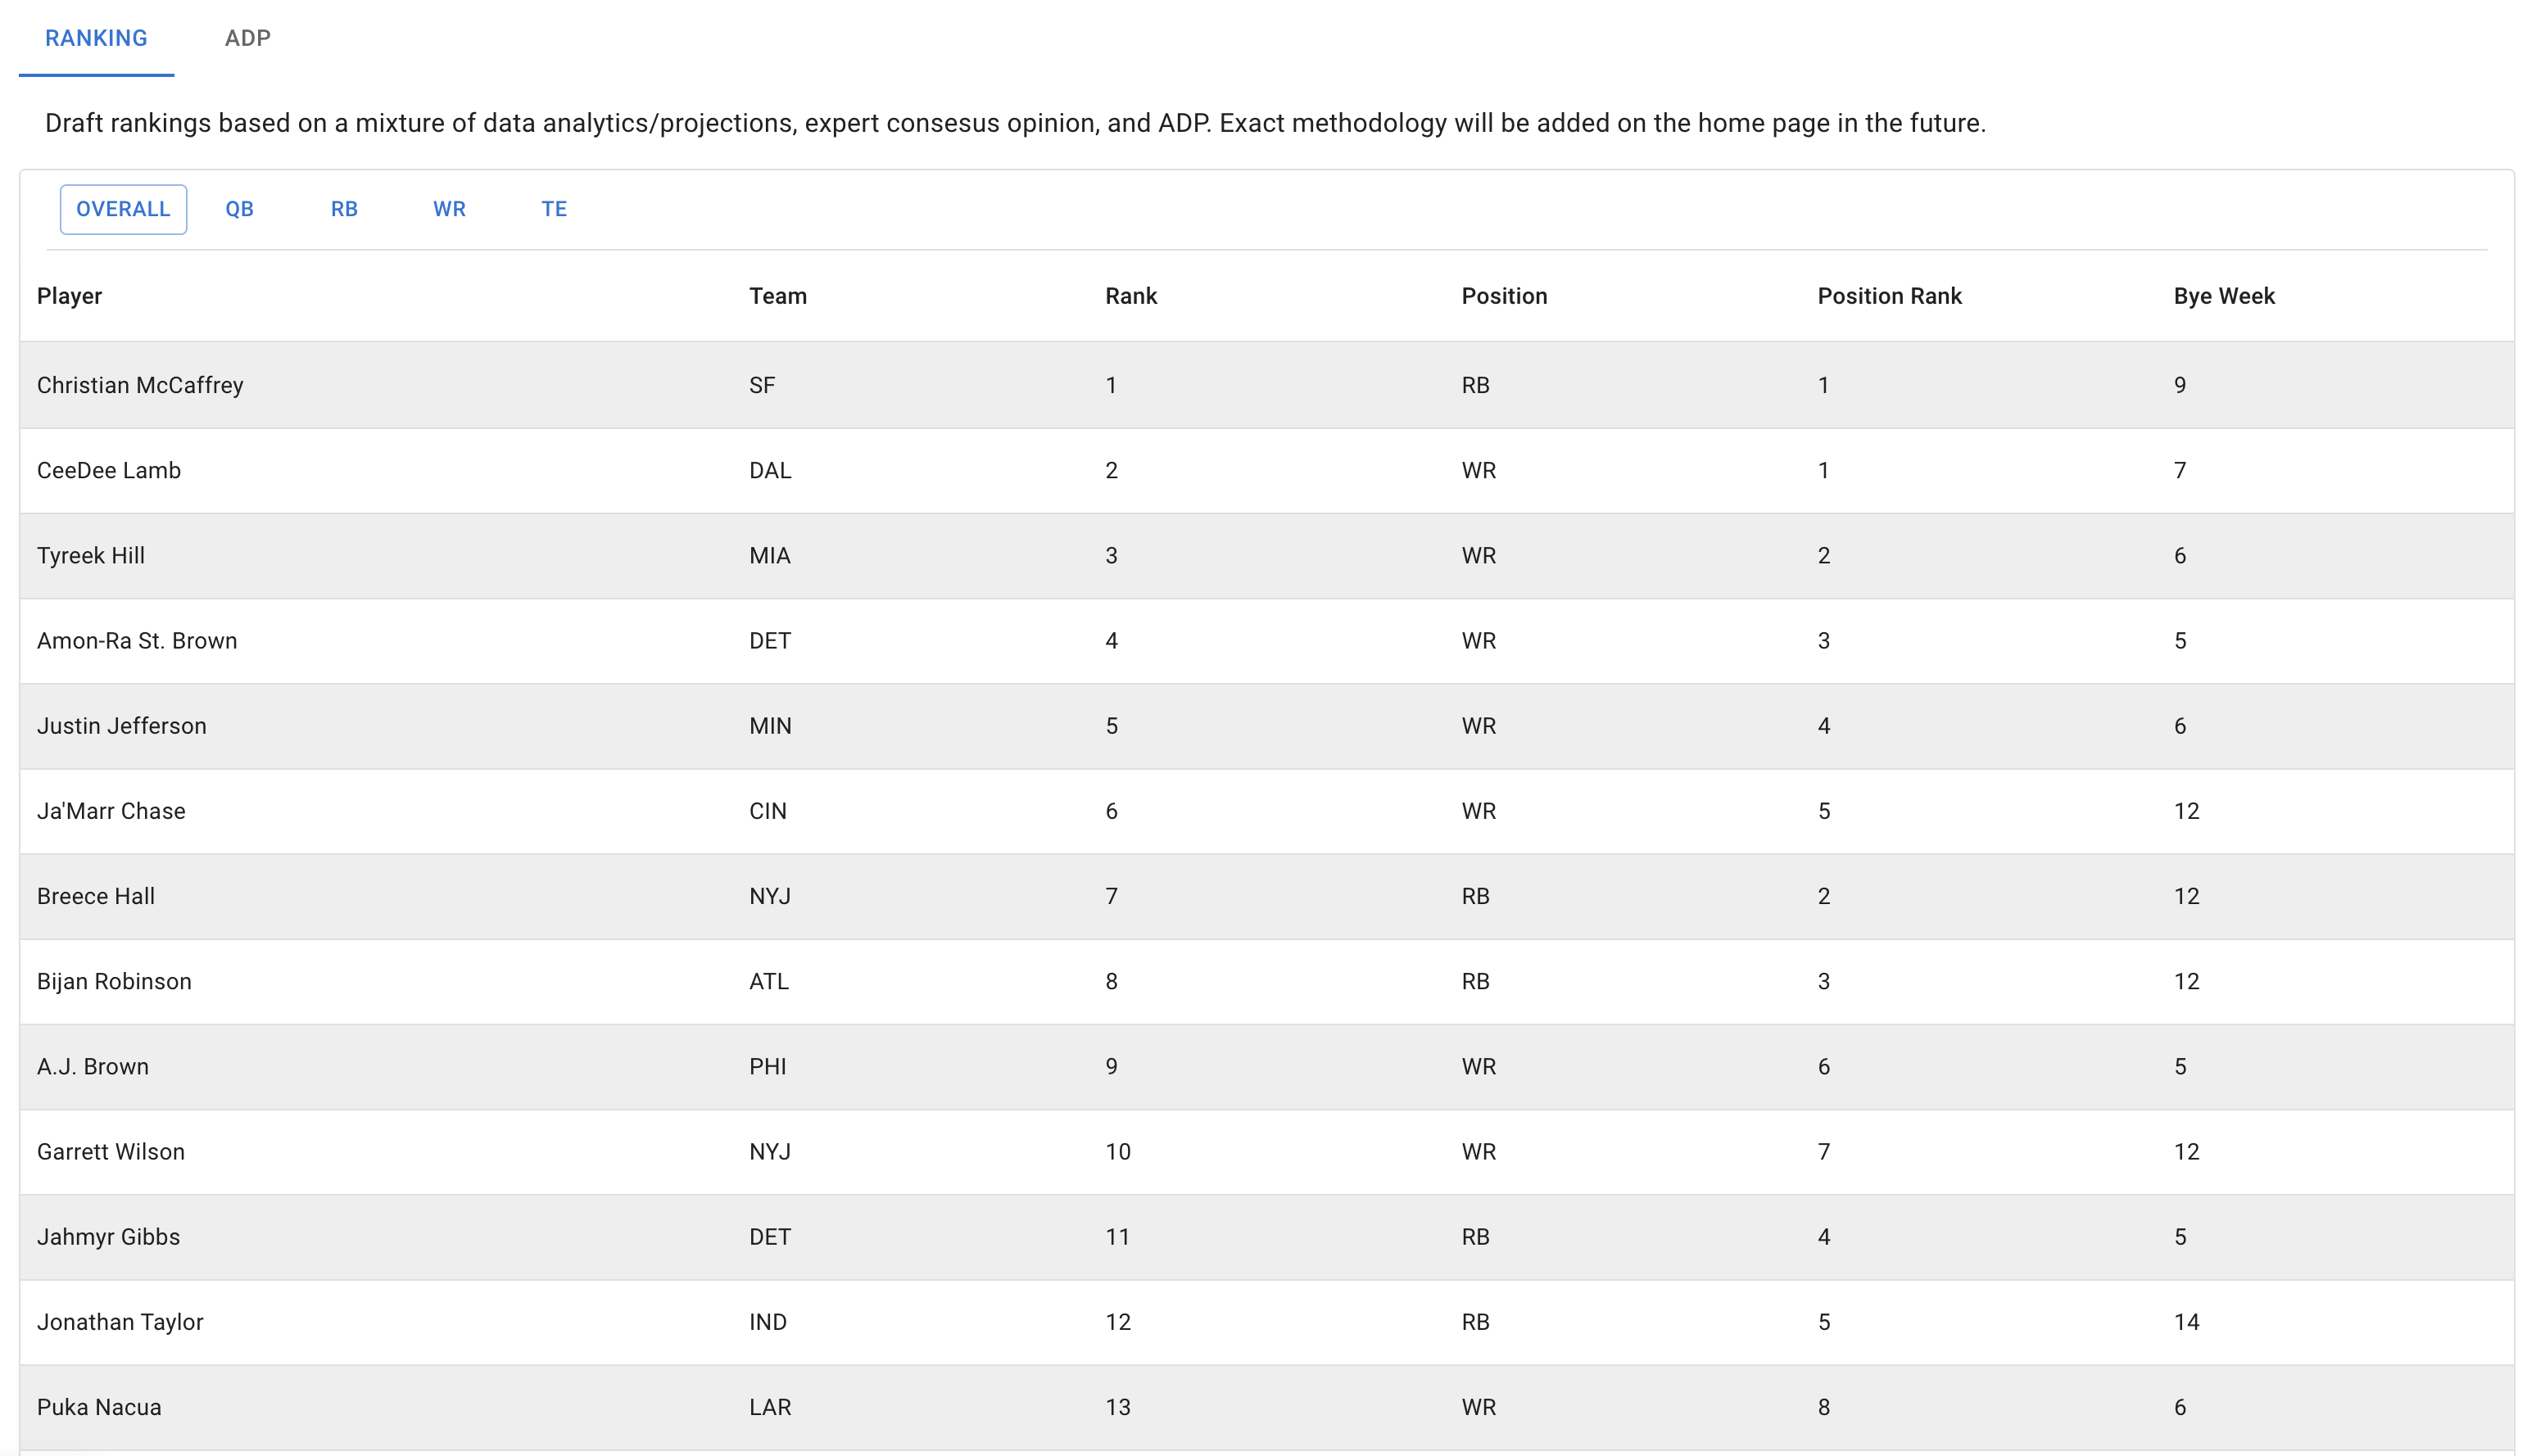 RANKING ADP
Draft rankings based on a mixture of data analytics/projections, expert consesus opinion, and ADP. Exact methodology will be added on the home page in the future.
OVERALL QB RB WR TE
Player Team Rank Position Position Rank Bye Week
Christian McCaffrey SF 1 RB 1 9
CeeDee Lamb DAL 2 WR 1 7
Tyreek Hill MIA 3 WR 2 6
Amon-Ra St. Brown DET 4 WR 3 5
Justin Jefferson MIN 5 WR 4 6
Ja'Marr Chase CIN 6 WR 5 12
Breece Hall NYJ 7 RB 2 12
Bijan Robinson ATL 8 RB 3 12
A.J. Brown PHI 9 WR 6 5
Garrett Wilson NYJ 10 WR 7 12
Jahmyr Gibbs DET 11 RB 4 5
Jonathan Taylor IND 12 RB 5 14
Puka Nacua LAR 13 WR 8 6